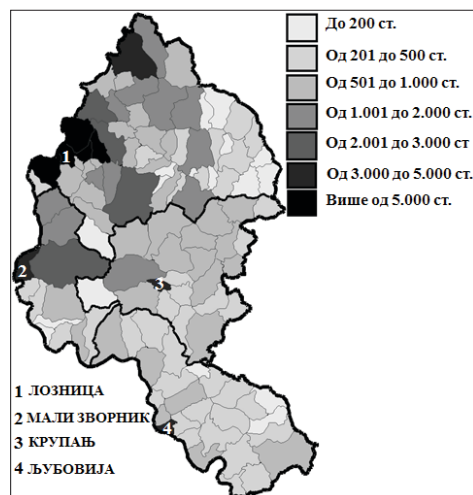 До 200 ст.
Од 201 до 500 ст.
Од 501 до 1.000 ст.
Од 1.001 до 2.000 ст.
Од 2.001 до 3.000 ст
Од 3.000 до 5.000 ст.
Више од 5.000 ст.
1
2
3
4
1 ЛОЗНИЦА
2 МАЛИ ЗВОРНИК
3 КРУПАЊ
4 ЉУБОВИЈА